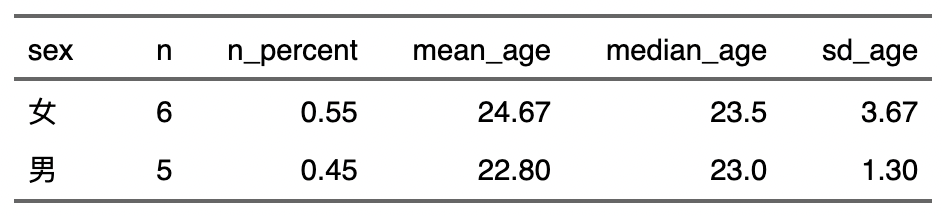 sex n n_percent mean_age median_age sd_age
女 6 0.55 24.67 23.5 3.67
男 5 0.45 22.80 23.0 1.30